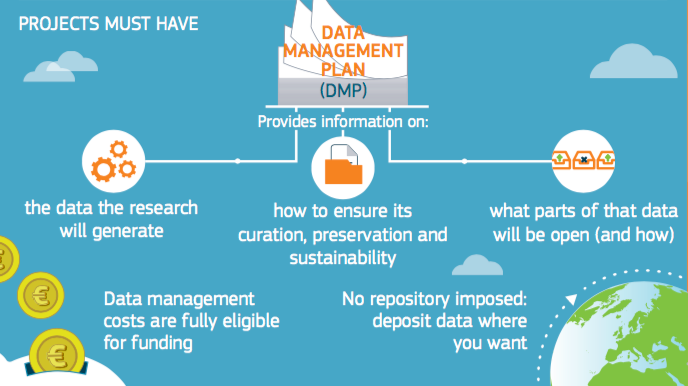 PROJECTS MUST HAVE
DATA
MANAGEMENT
PLAN
(DMP)
Provides information on:
the data the research
will generate
how to ensure its
curation, preservation and
sustainability
what parts of that data
will be open (and how)
Data management
costs are fully eligible
for funding
No repository imposed:
deposit data where
you want
€
€
€